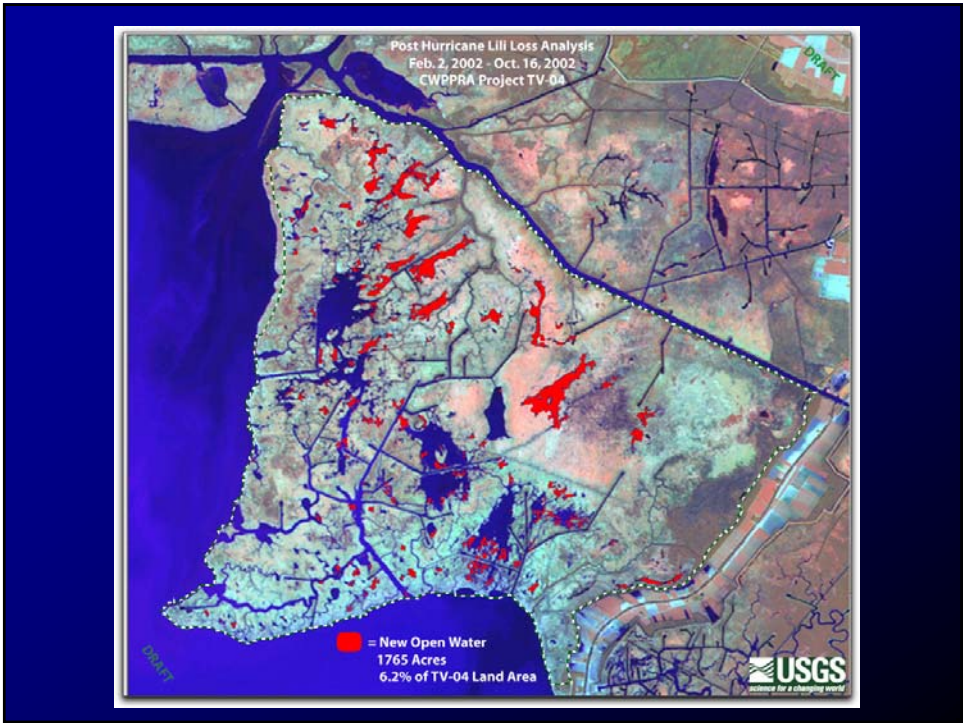 Post Hurricane Lili Loss Analysis
Feb. 2, 2002 - Oct. 16, 2002
CWPPRA Project TV-04
DRAFT
= New Open Water
1765 Acres
6.2% of TV-04 Land Area
DRAFT
USGS
science for a changing world